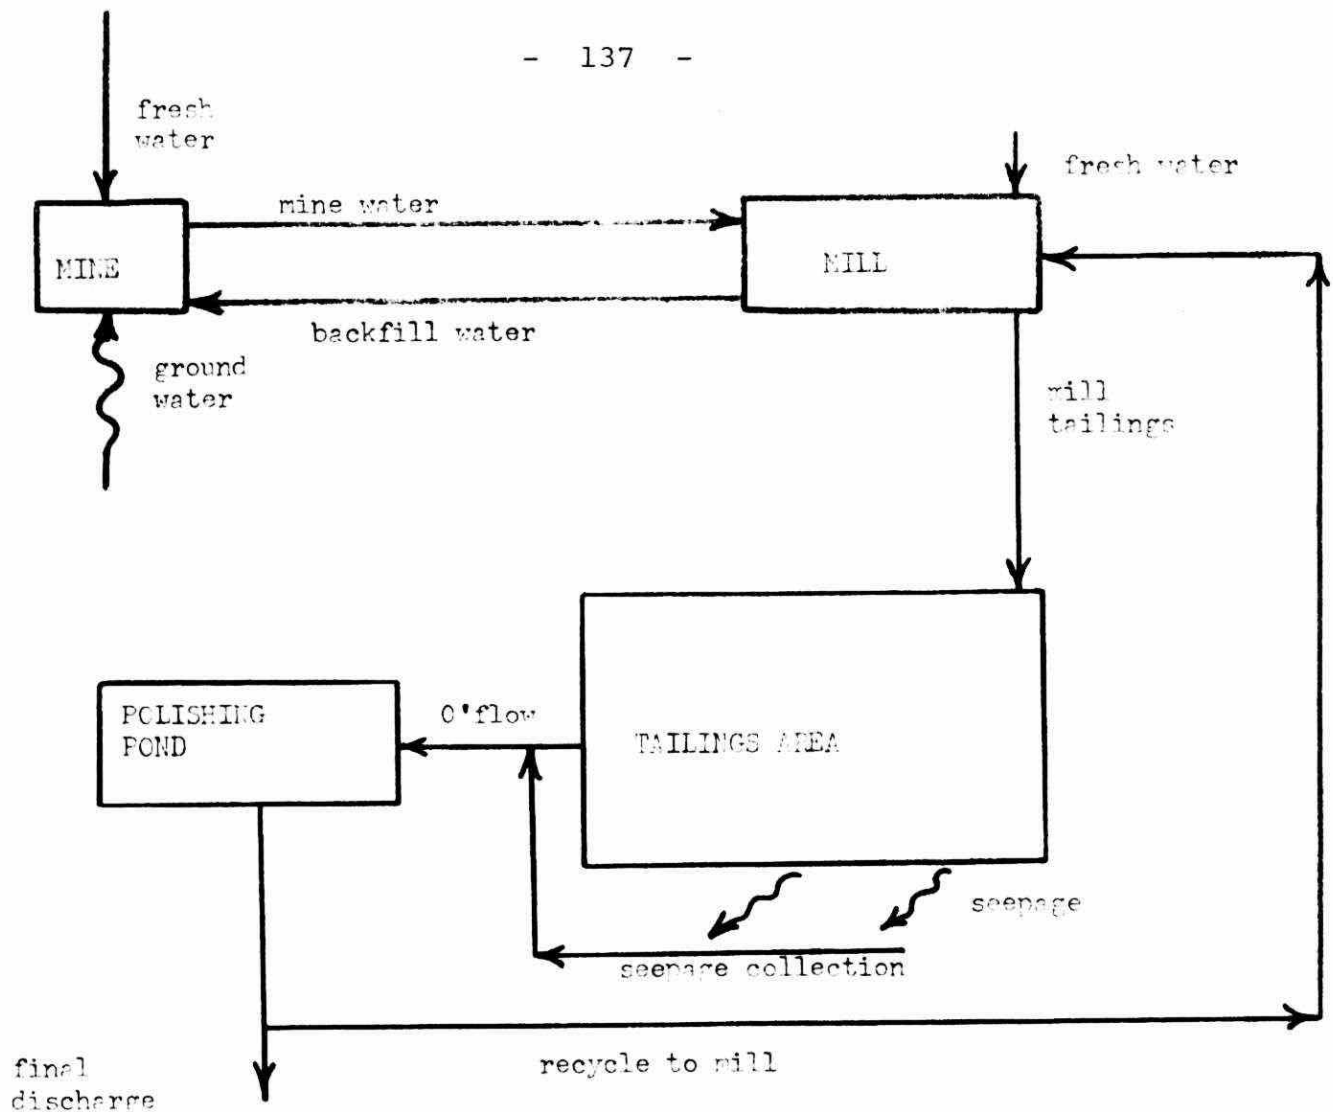 - 137 -
fresh
water
fresh water
mine water
MINE
MILL
backfill water
ground
water
mill
tailings
POLISHING
POND
O'flow
TAILINGS AREA
seepage
seepage collection
recycle to mill
final
discharge